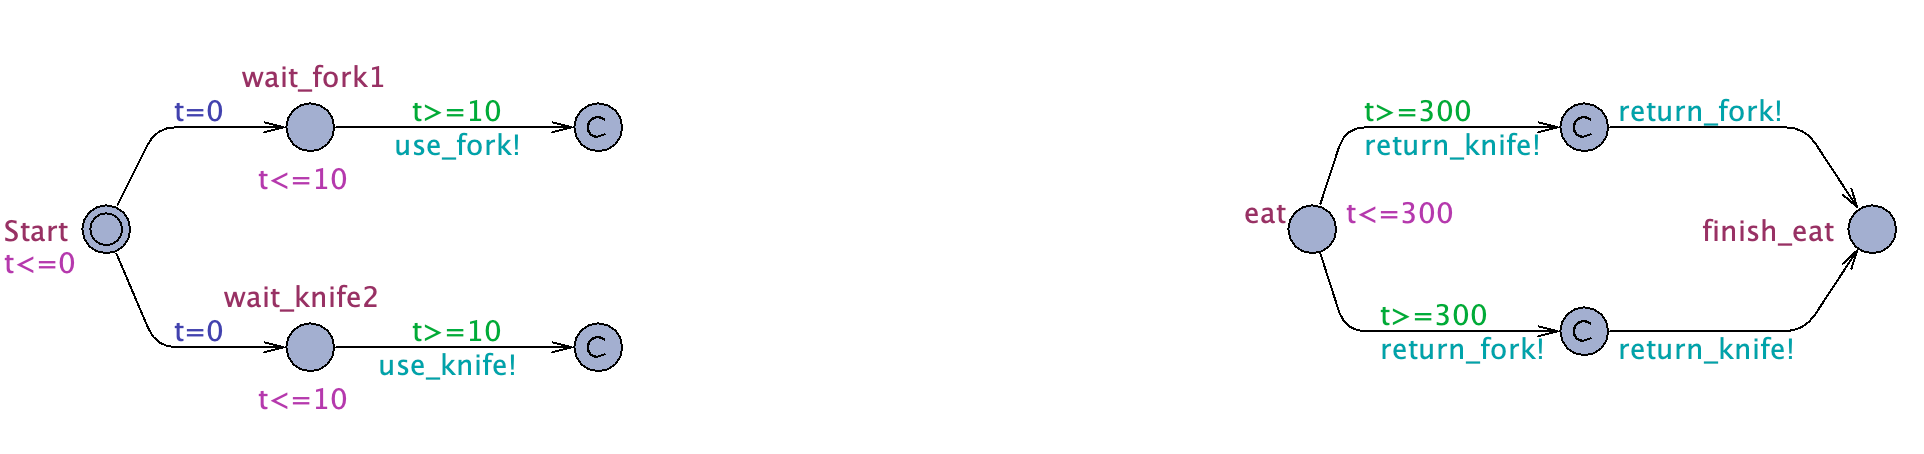 wait_fork1
t=0
t>=10
use_fork!
C
t<=10
Start
t<=0
wait_knife2
t=0
t>=10
use_knife!
C
t<=10
t>=300
return_knife!
C
return_fork!
eat
t<=300
finish_eat
t>=300
return_fork!
C
return_knife!